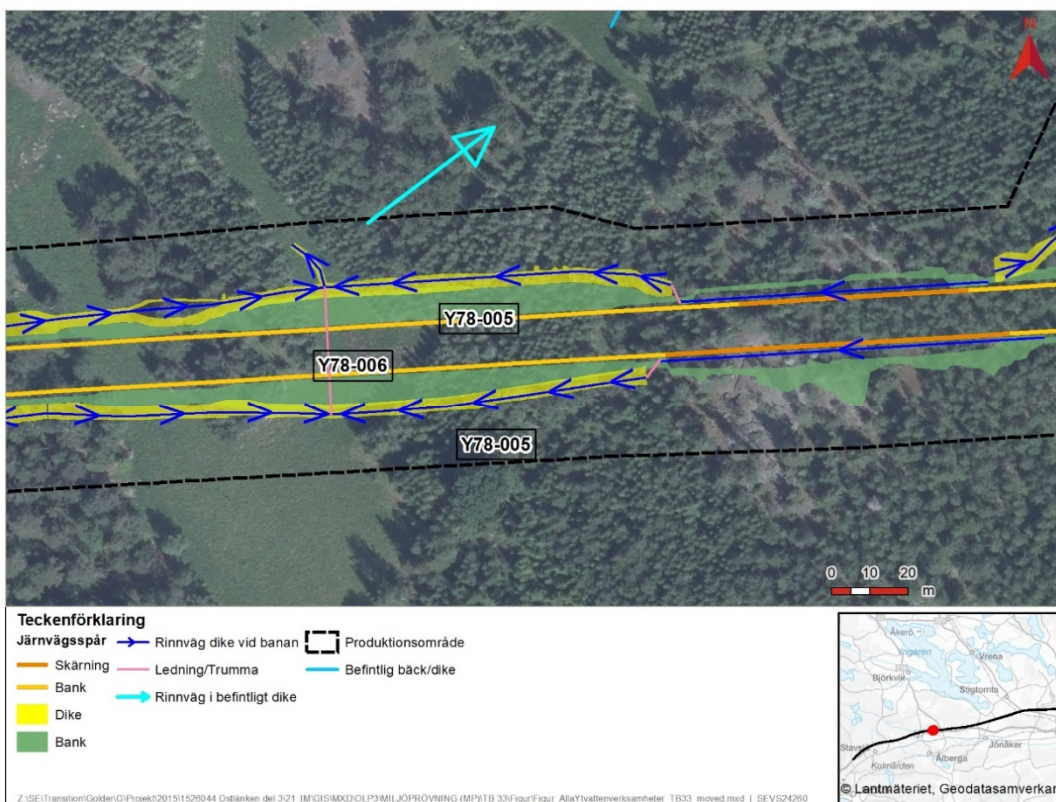 N
Y78-005
Y78-006
Y78-005
0 10 20
m
Teckenförklaring
Järnvägsspår
Skärning
Bank
Dike
Bank
Rinnväg dike vid banan
Ledning/Trumma
Rinnväg i befintligt dike
Produktionsområde
Befintlig bäck/dike
Åkerö
Yngaren
Vrena
Björkvik
Stigtomta
Stavsjö
Jönåker
Kolmården
Ålberga
© Lantmäteriet, Geodatasamverkan